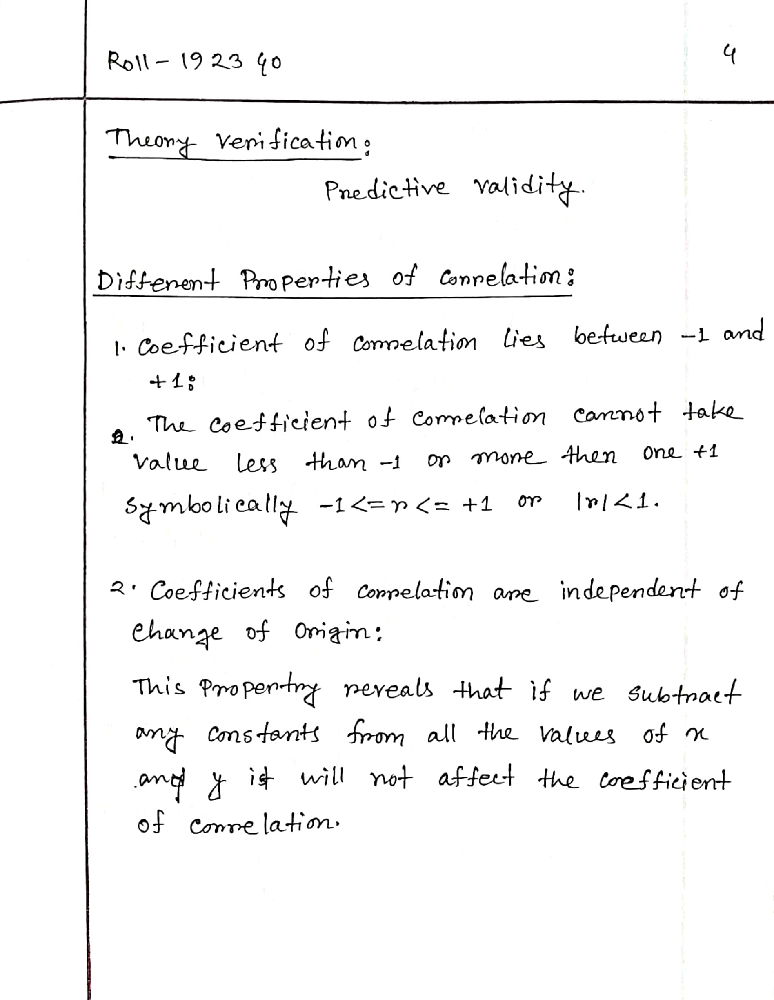 Roll - 192340
4
Theory verification:
Predictive validity.
Different Properties of Correlation:
1. Coefficient of correlation lies between -1 and
+1:
The coefficient of correlation cannot take
value less than -1 or more then one +1
symbolically -1<=r<= +1 or |r|<1.
2. Coefficients of correlation are independent of
change of Origin:
This Propertry reveals that if we subtract
any constants from all the values of x
and y it will not affect the coefficient
of correlation.